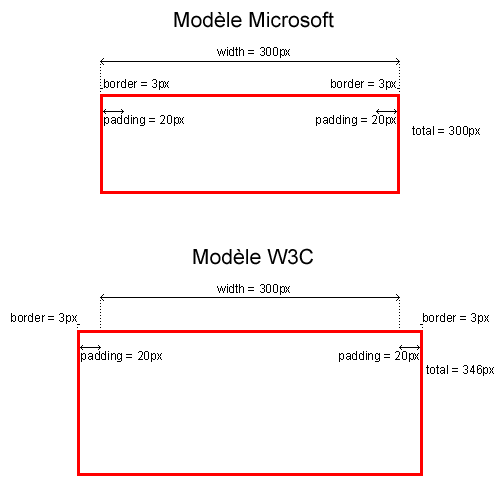 Modèle Microsoft
width = 300px
border = 3px border = 3px
padding = 20px padding = 20px
total = 300px
Modèle W3C
width = 300px
border = 3px border = 3px
padding = 20px padding = 20px
total = 346px